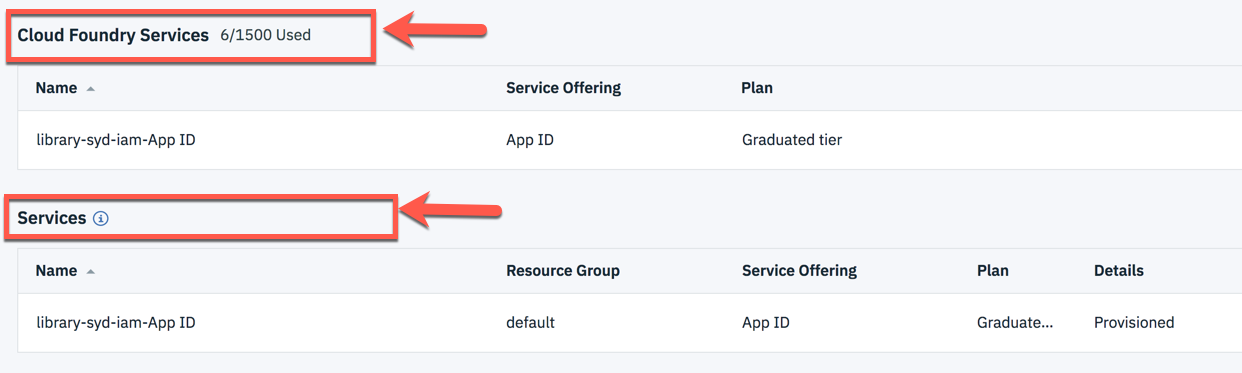 Cloud Foundry Services 6/1500 Used
Name Service Offering Plan
library-syd-iam-App ID App ID Graduated tier
Services
Name Resource Group Service Offering Plan Details
library-syd-iam-App ID default App ID Graduate... Provisioned